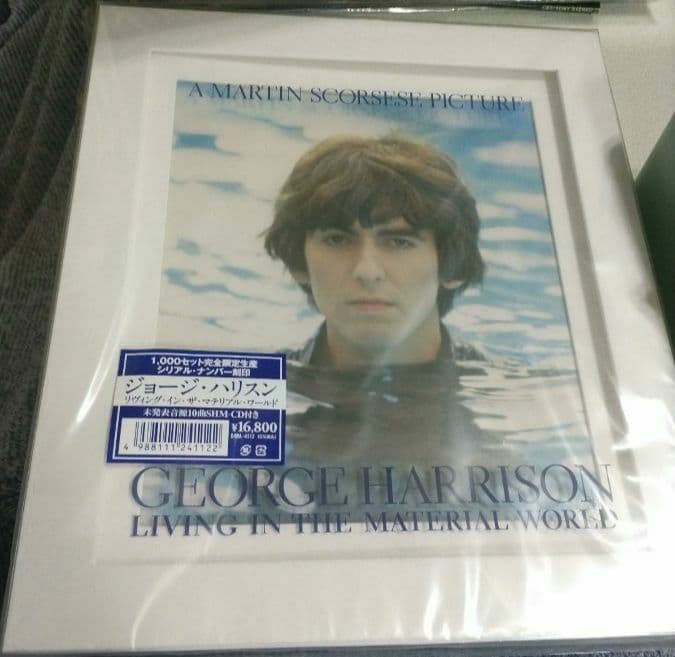 A MARTIN SCORSESE PICTURE
1,000セット完全限定生産
シリアル・ナンバー刻印
ジョージ・ハリスン
リヴィング・イン・ザ・マテリアル・ワールド
未発表音源10曲SHM-CD付き
¥16,800
4 988111 241122
GEORGE HARRISON
LIVING IN THE MATERIAL WORLD